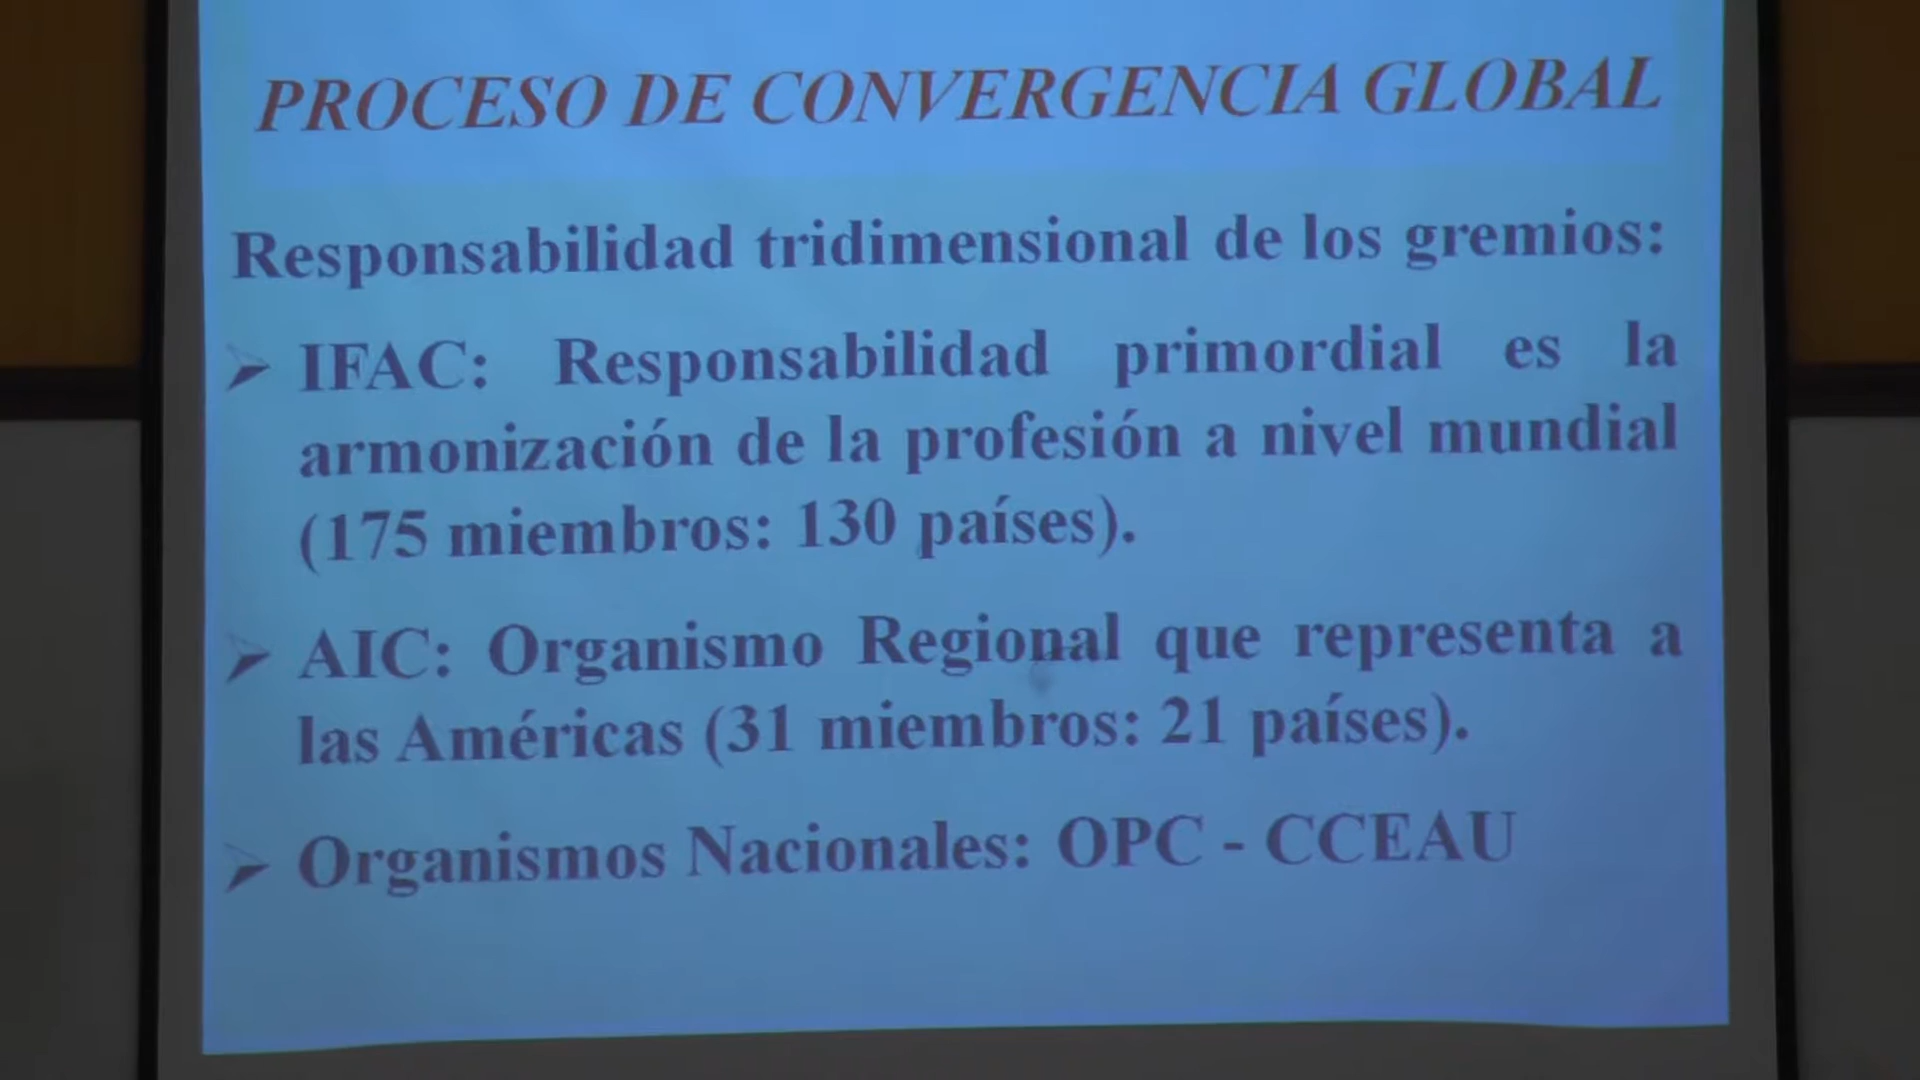 PROCESO DE CONVERGENCIA GLOBAL
Responsabilidad tridimensional de los gremios:
➢ IFAC: Responsabilidad primordial es la
armonización de la profesión a nivel mundial
(175 miembros: 130 países).
➢ AIC: Organismo Regional que representa a
las Américas (31 miembros: 21 países).
➢ Organismos Nacionales: OPC - CCEAU